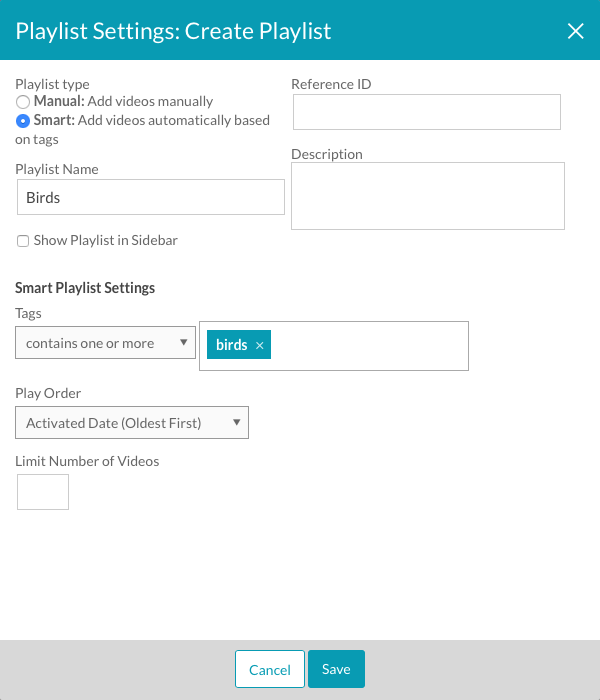 Playlist Settings: Create Playlist
Playlist type
Manual: Add videos manually
Smart: Add videos automatically based
on tags
Playlist Name
Birds
Show Playlist in Sidebar
Reference ID
Description
Smart Playlist Settings
Tags
contains one or more
birds ×
Play Order
Activated Date (Oldest First)
Limit Number of Videos
Cancel
Save